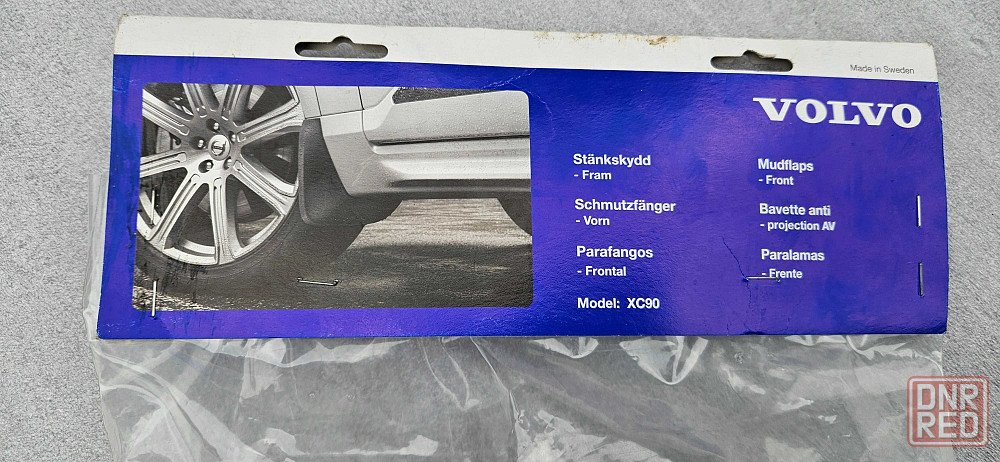 Made in Sweden
VOLVO
Stänkskydd
- Fram
Schmutzfänger
- Vorn
Parafangos
- Frontal
Model: XC90
Mudflaps
- Front
Bavette anti
- projection AV
Paralamas
- Frente
DNR
RED